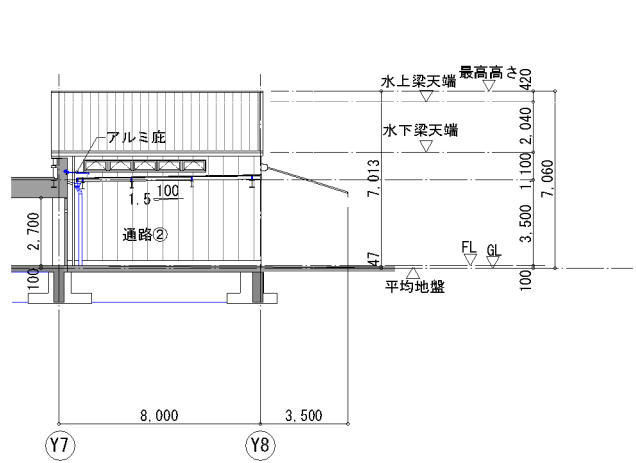 最高高さ
水上梁天端
420
水下梁天端
2,040
アルミ庇
1,100
7,013
7,060
100
1.5
3,500
2,700
通路②
FL
GL
47
100
100
平均地盤
8,000
3,500
Y7
Y8